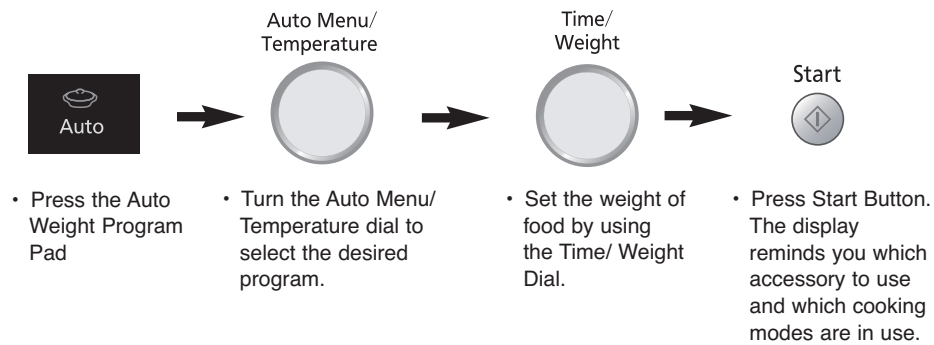 Auto Menu/
Temperature
Time/
Weight
Start
Auto
• Press the Auto
Weight Program
Pad
• Turn the Auto Menu/
Temperature dial to
select the desired
program.
• Set the weight of
food by using
the Time/ Weight
Dial.
• Press Start Button.
The display
reminds you which
accessory to use
and which cooking
modes are in use.